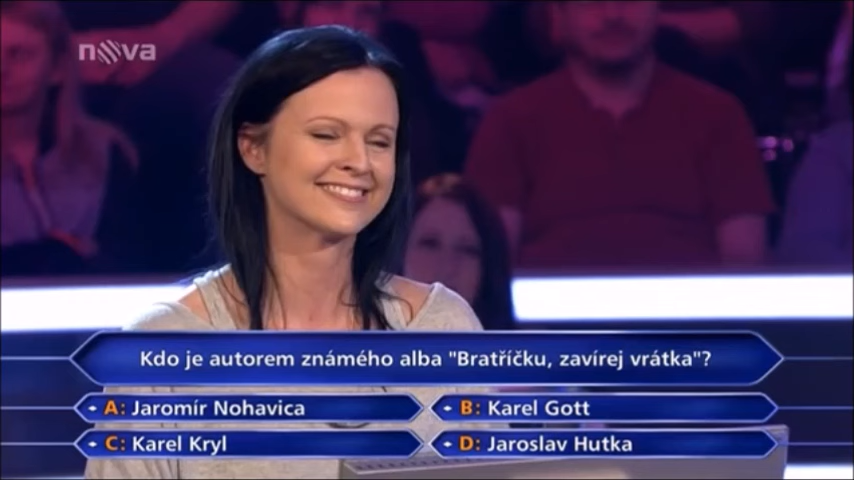 nova
Kdo je autorem známého alba "Bratříčku, zavírej vrátka"?
A: Jaromír Nohavica
B: Karel Gott
C: Karel Kryl
D: Jaroslav Hutka